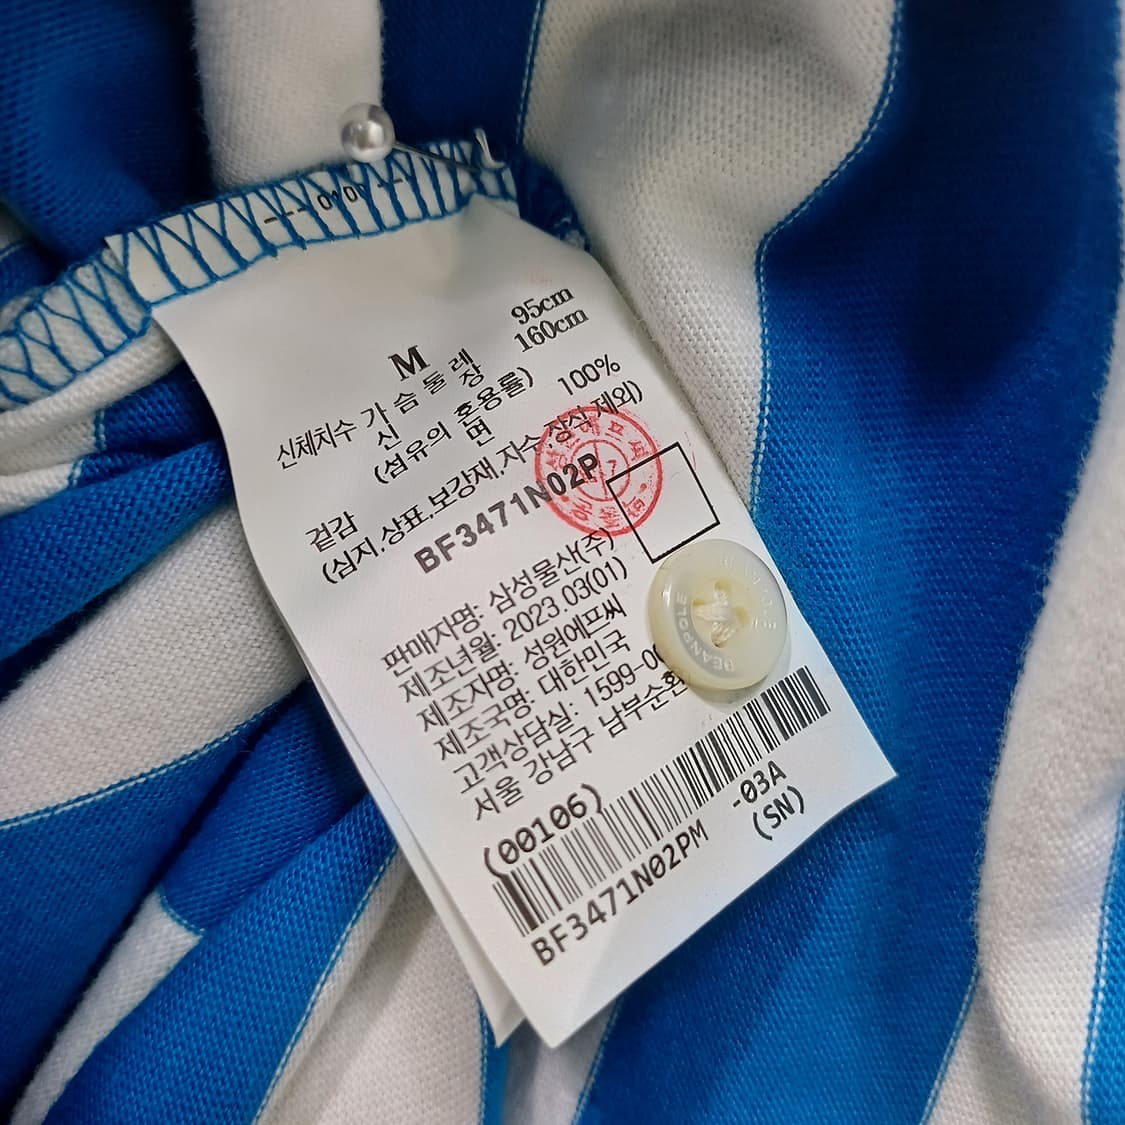 M
신체치수 가슴둘레 95cm
신장 160cm
(섬유의 혼용률)
겉감 면 100%
(심지,상표,보강재,자수,장식 제외)
BF3471N02P
판매자명: 삼성물산(주)
제조년월: 2023.03(01)
제조자명: 성원에프씨
제조국명: 대한민국
고객상담실: 1599-00
서울 강남구 남부순환
(00106)
-03A
BF3471N02PM
(SN)
BEANPOLE